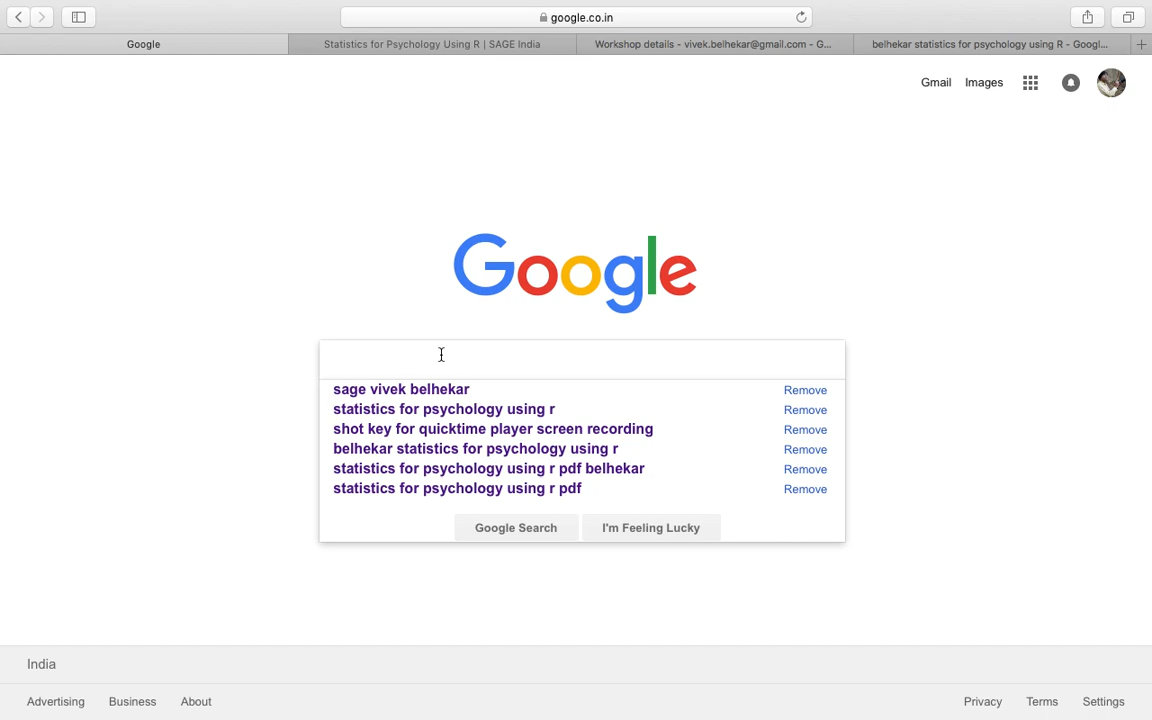 google.co.in
Google
Statistics for Psychology Using R | SAGE India
Workshop details - vivek.belhekar@gmail.com - G...
belhekar statistics for psychology using R - Googl...
Gmail Images
Google
sage vivek belhekar Remove
statistics for psychology using r Remove
shot key for quicktime player screen recording Remove
belhekar statistics for psychology using r Remove
statistics for psychology using r pdf belhekar Remove
statistics for psychology using r pdf Remove
Google Search I'm Feeling Lucky
India
Advertising Business About Privacy Terms Settings